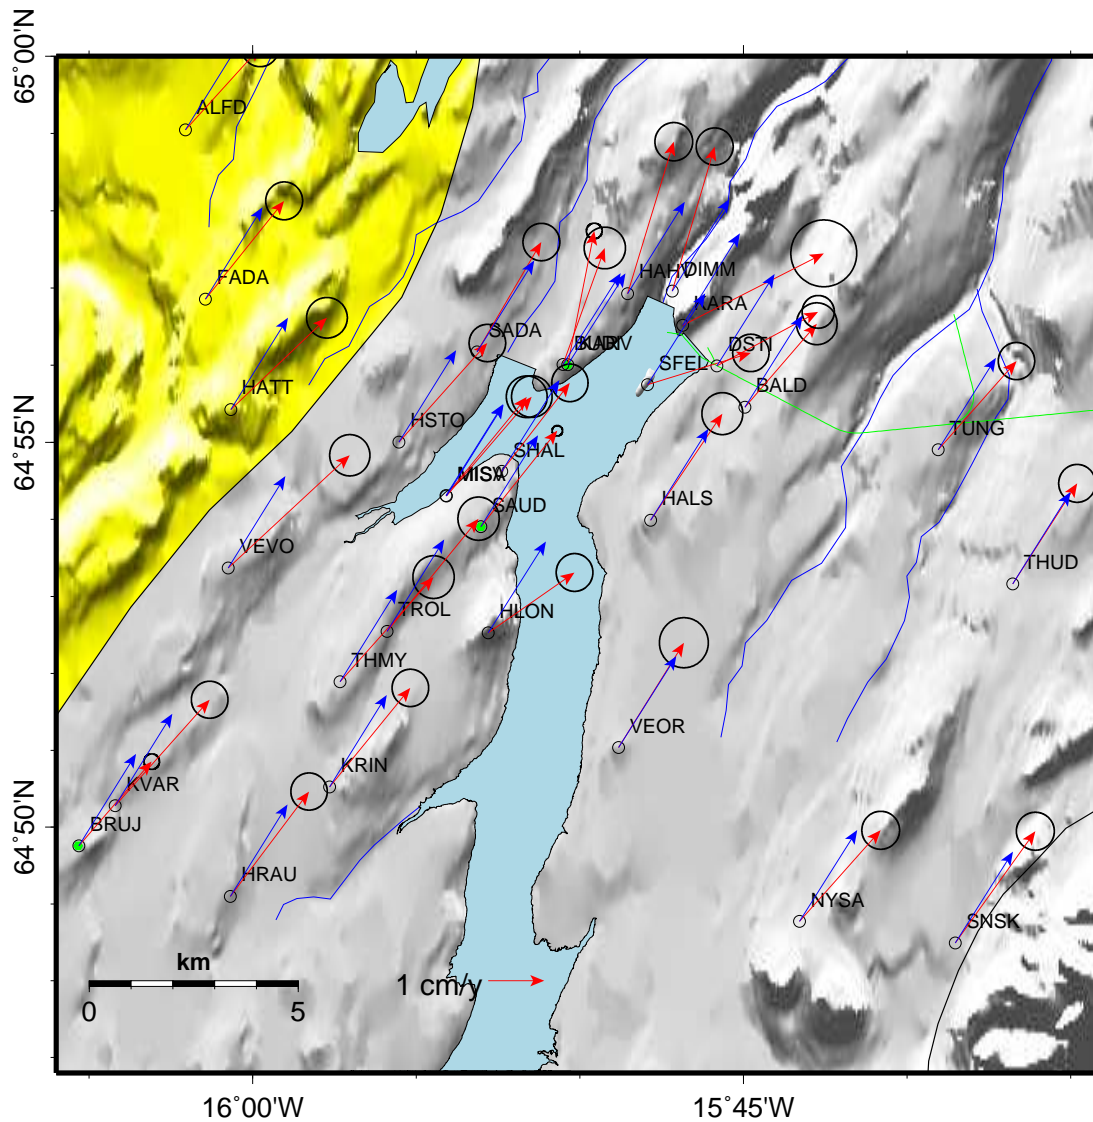 65°00'N
ALFD
FADA
HAHV
DIMM
KARA
SADA
HATT
SFEL
DSTI
BALD
HSTO
TUNG
64°55'N
SHAL
MISA
SAUD
HALS
VEVO
THUD
TROL
HLON
THMY
VEOR
KRIN
KVAR
64°50'N
BRUJ
HRAU
NYSA
SNSK
km
1 cm/y
0 5
16°00'W 15°45'W